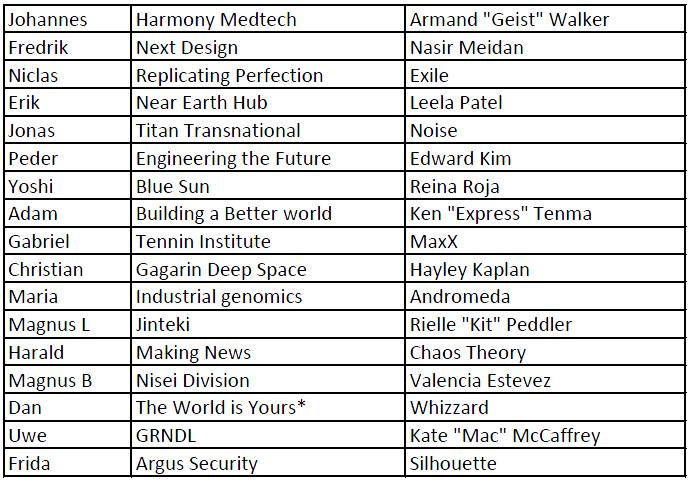 Johannes Harmony Medtech Armand "Geist" Walker
Fredrik Next Design Nasir Meidan
Niclas Replicating Perfection Exile
Erik Near Earth Hub Leela Patel
Jonas Titan Transnational Noise
Peder Engineering the Future Edward Kim
Yoshi Blue Sun Reina Roja
Adam Building a Better world Ken "Express" Tenma
Gabriel Tennin Institute MaxX
Christian Gagarin Deep Space Hayley Kaplan
Maria Industrial genomics Andromeda
Magnus L Jinteki Rielle "Kit" Peddler
Harald Making News Chaos Theory
Magnus B Nisei Division Valencia Estevez
Dan The World is Yours* Whizzard
Uwe GRNDL Kate "Mac" McCaffrey
Frida Argus Security Silhouette